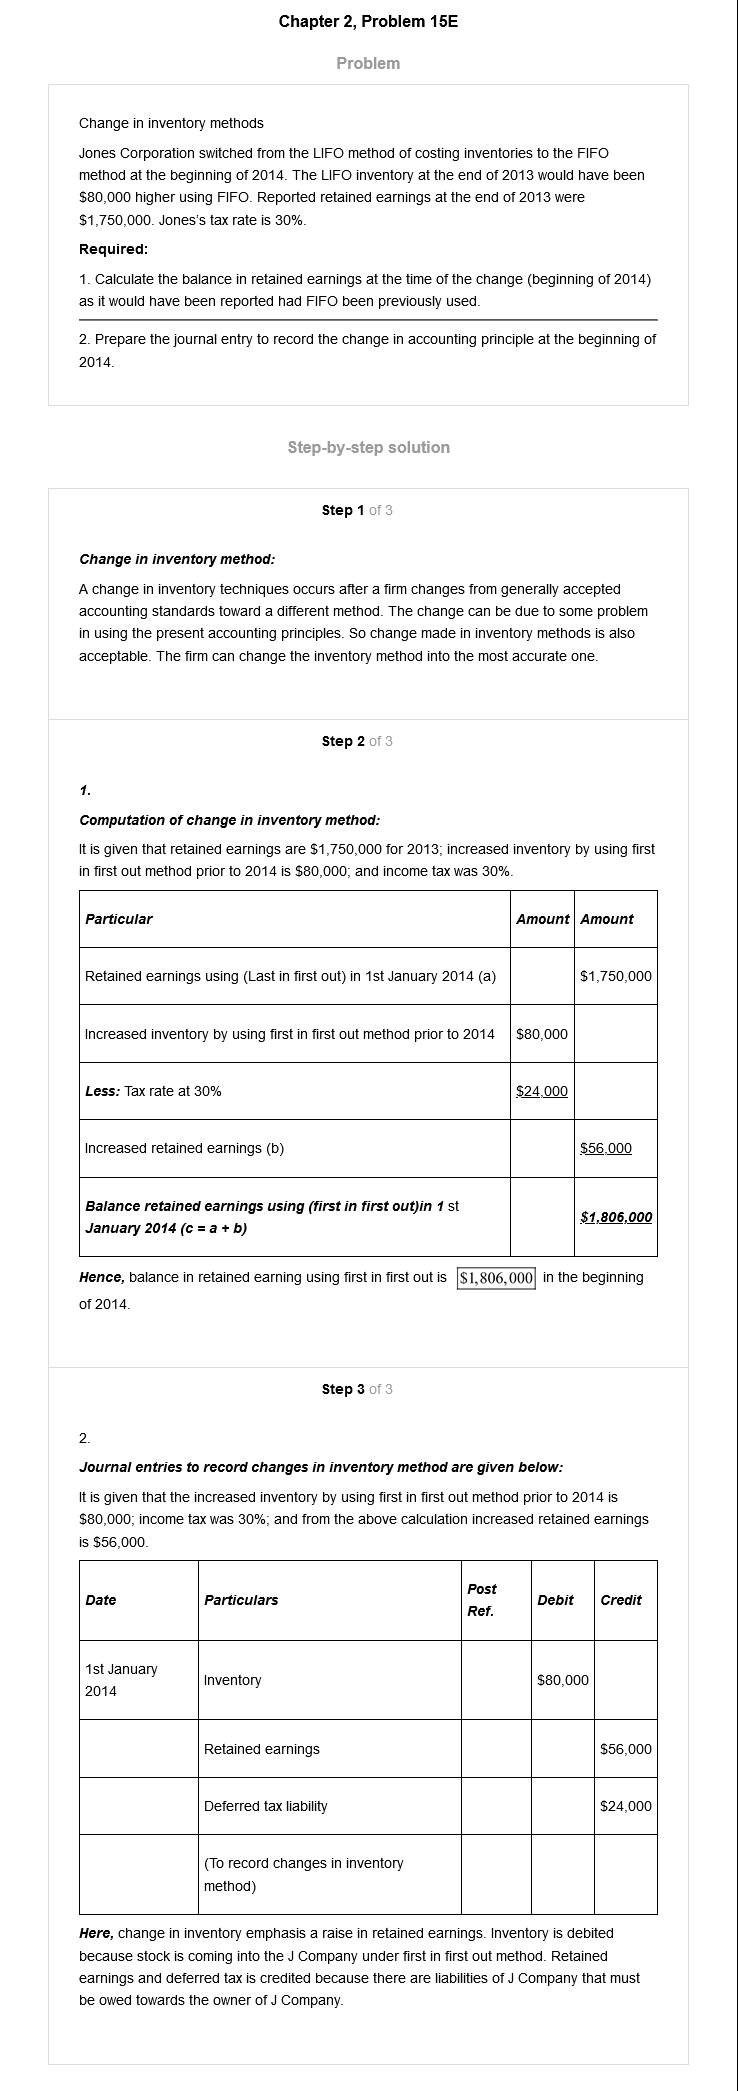 Chapter 2, Problem 15E
Problem
Change in inventory methods
Jones Corporation switched from the LIFO method of costing inventories to the FIFO
method at the beginning of 2014. The LIFO inventory at the end of 2013 would have been
$80,000 higher using FIFO. Reported retained earnings at the end of 2013 were
$1,750,000. Jones's tax rate is 30%.
Required:
1. Calculate the balance in retained earnings at the time of the change (beginning of 2014)
as it would have been reported had FIFO been previously used.
2. Prepare the journal entry to record the change in accounting principle at the beginning of
2014.
Step-by-step solution
Step 1 of 3
Change in inventory method:
A change in inventory techniques occurs after a firm changes from generally accepted
accounting standards toward a different method. The change can be due to some problem
in using the present accounting principles. So change made in inventory methods is also
acceptable. The firm can change the inventory method into the most accurate one.
Step 2 of 3
1.
Computation of change in inventory method:
It is given that retained earnings are $1,750,000 for 2013; increased inventory by using first
in first out method prior to 2014 is $80,000; and income tax was 30%.
Particular Amount Amount
Retained earnings using (Last in first out) in 1st January 2014 (a) $1,750,000
Increased inventory by using first in first out method prior to 2014 $80,000
Less: Tax rate at 30% $24,000
Increased retained earnings (b) $56,000
Balance retained earnings using (first in first out)in 1 st
January 2014 (c = a + b) $1,806,000
Hence, balance in retained earning using first in first out is $1,806,000 in the beginning
of 2014.
Step 3 of 3
2.
Journal entries to record changes in inventory method are given below:
It is given that the increased inventory by using first in first out method prior to 2014 is
$80,000; income tax was 30%; and from the above calculation increased retained earnings
is $56,000.
Date Particulars Post Ref. Debit Credit
1st January
2014 Inventory $80,000
Retained earnings $56,000
Deferred tax liability $24,000
(To record changes in inventory
method)
Here, change in inventory emphasis a raise in retained earnings. Inventory is debited
because stock is coming into the J Company under first in first out method. Retained
earnings and deferred tax is credited because there are liabilities of J Company that must
be owed towards the owner of J Company.